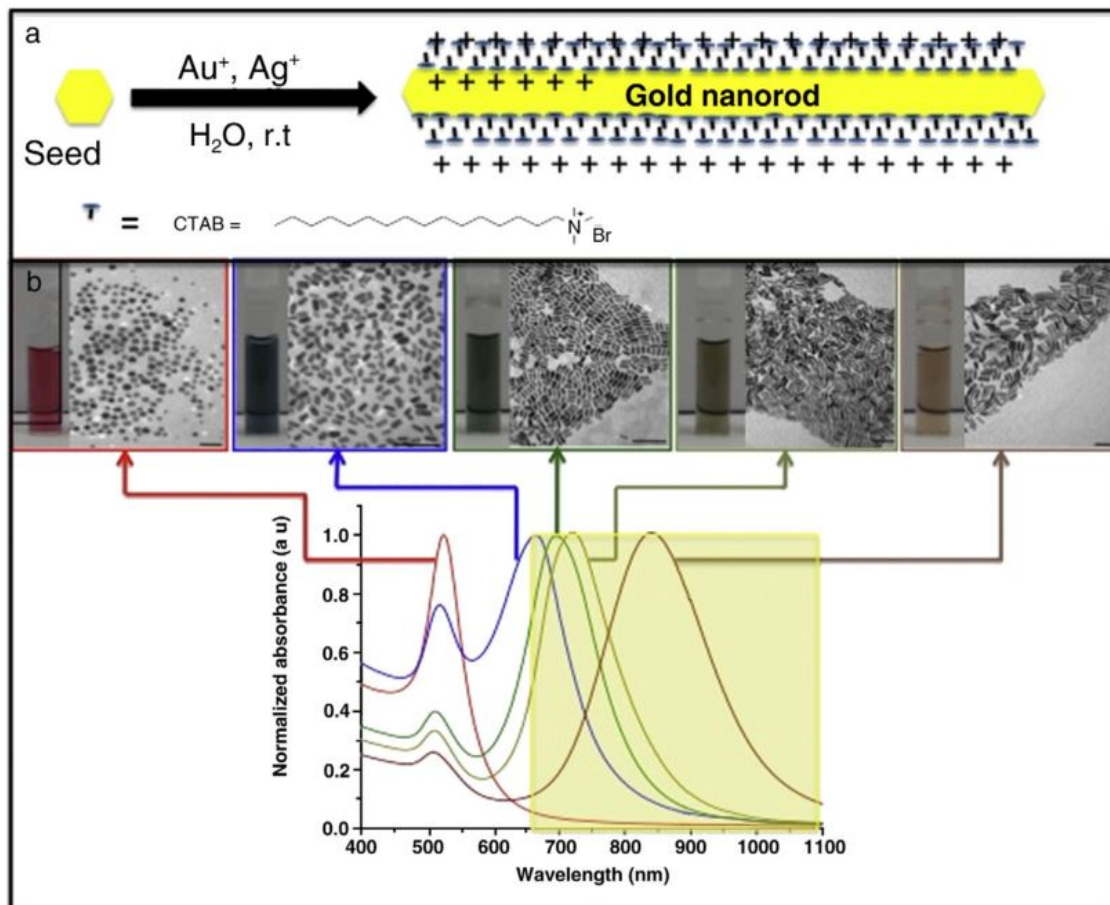 a
Au⁺, Ag⁺
H₂O, r.t
Seed
Gold nanorod
+ + + + + + + + + + + + + + + + + + + +
+ + + + + +
+ + + + + + + + + + + + + + + + + + + +
= CTAB =
N
+
Br
b
Normalized absorbance (a u)
1.0
0.8
0.6
0.4
0.2
0.0
400 500 600 700 800 900 1000 1100
Wavelength (nm)